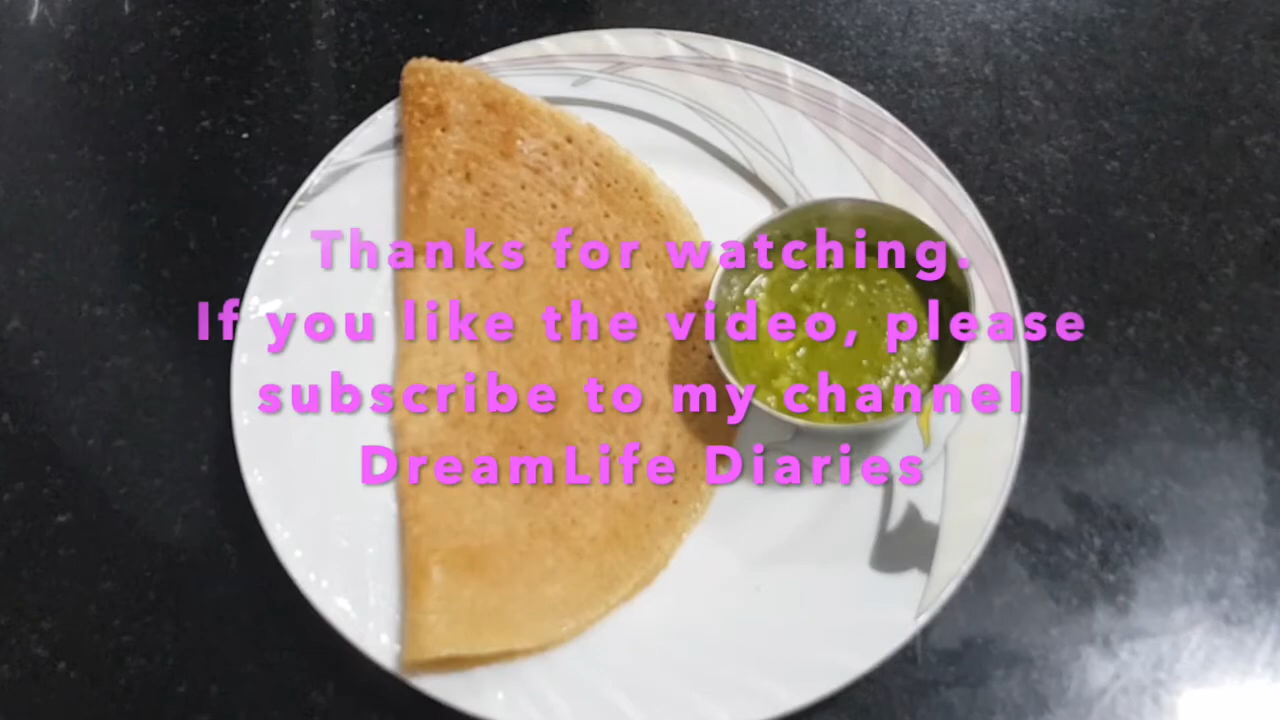 Thanks for watching.
If you like the video, please
subscribe to my channel
DreamLife Diaries